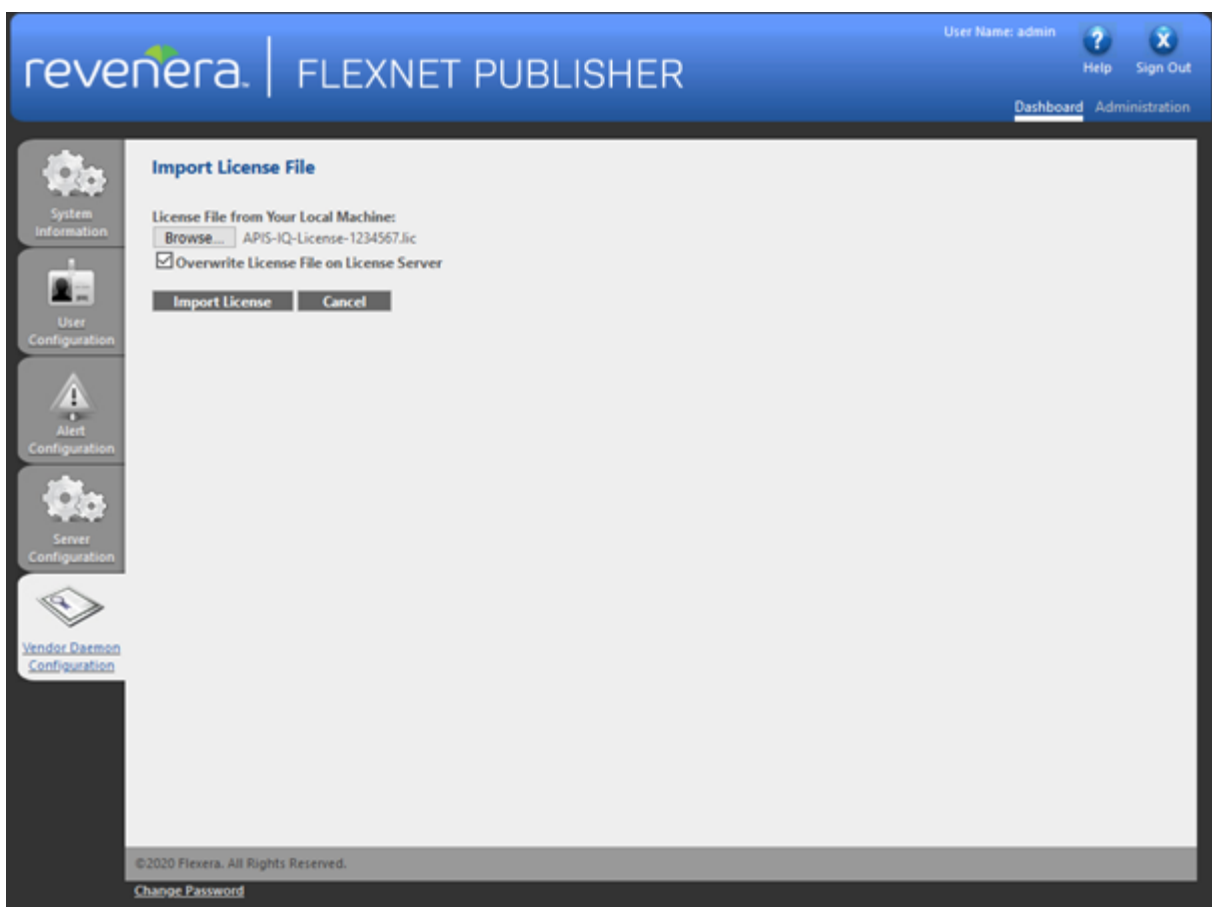 User Name: admin
revenera. FLEXNET PUBLISHER
Help Sign Out
Dashboard Administration
System
Information
User
Configuration
Alert
Configuration
Server
Configuration
Vendor Daemon
Configuration
Import License File
License File from Your Local Machine:
Browse... APIS-IQ-License-1234567.lic
Overwrite License File on License Server
Import License Cancel
©2020 Flexera. All Rights Reserved.
Change Password